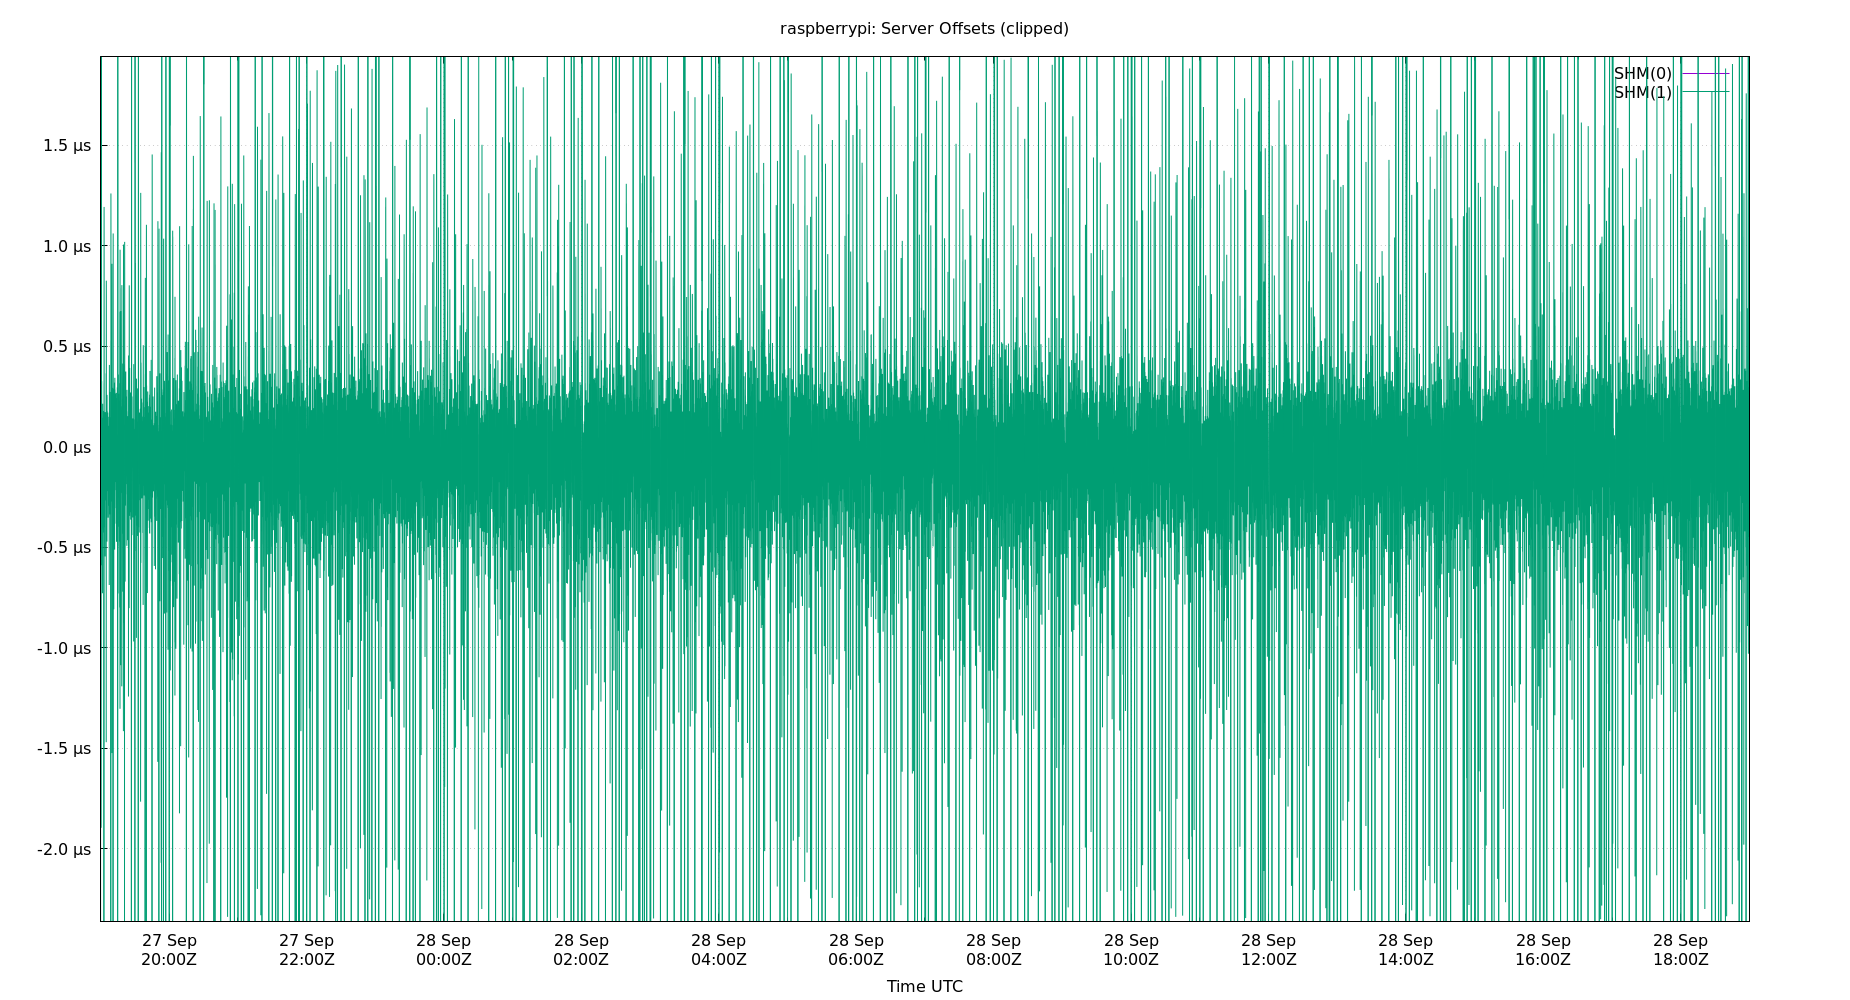 raspberrypi: Server Offsets (clipped)
SHM(0)
SHM(1)
1.5 µs
1.0 µs
0.5 µs
0.0 µs
-0.5 µs
-1.0 µs
-1.5 µs
-2.0 µs
27 Sep 27 Sep 28 Sep 28 Sep 28 Sep 28 Sep 28 Sep 28 Sep 28 Sep 28 Sep 28 Sep 28 Sep
20:00Z 22:00Z 00:00Z 02:00Z 04:00Z 06:00Z 08:00Z 10:00Z 12:00Z 14:00Z 16:00Z 18:00Z
Time UTC